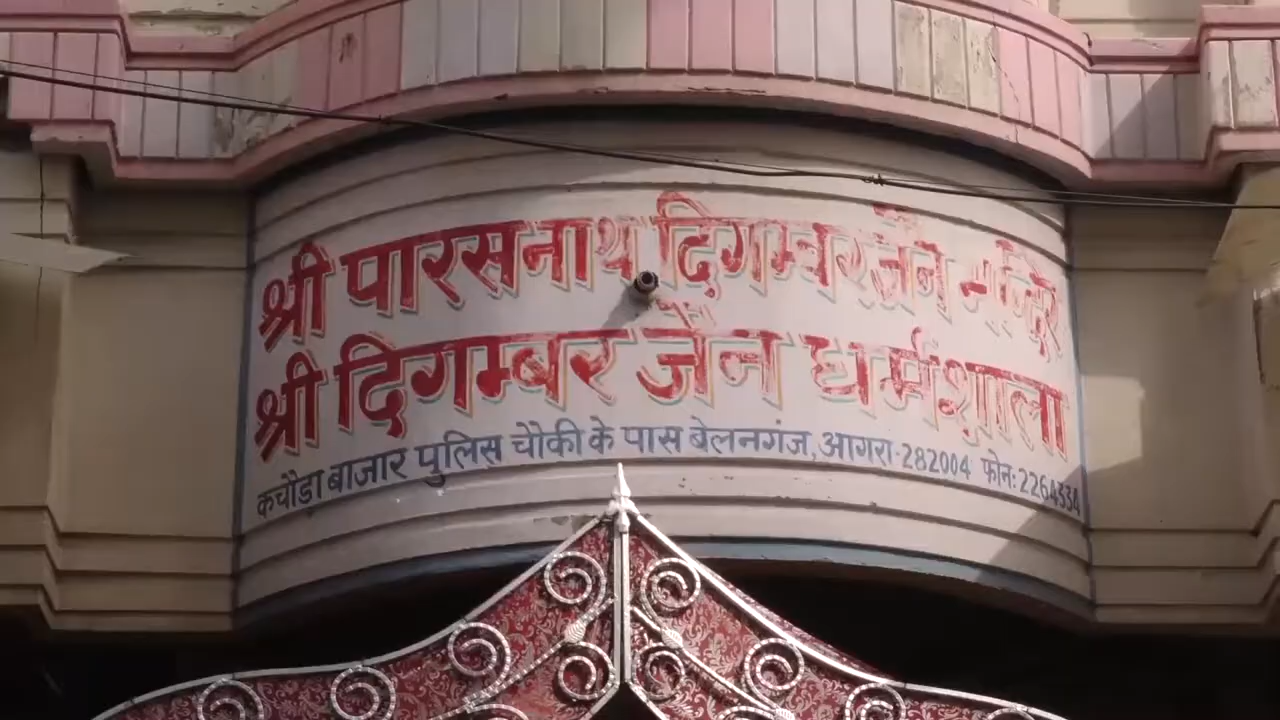 श्री पारसनाथ दिगम्बर जैन मन्दिर
श्री दिगम्बर जैन धर्मशाला
कचौड़ा बाजार पुलिस चौकी के पास बेलनगंज, आगरा-282004 फोन: 2264334